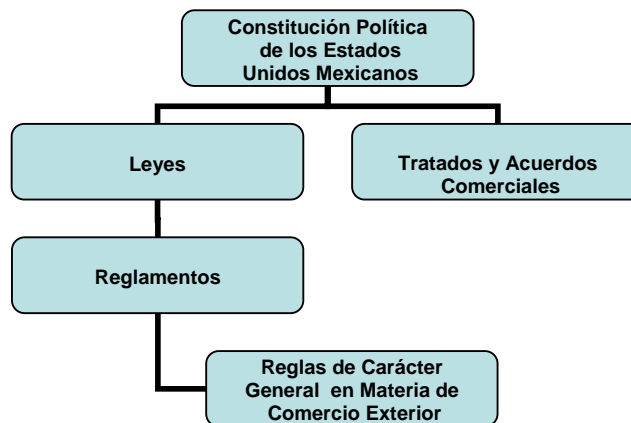 Constitución Política
de los Estados
Unidos Mexicanos
Leyes
Tratados y Acuerdos
Comerciales
Reglamentos
Reglas de Carácter
General en Materia de
Comercio Exterior